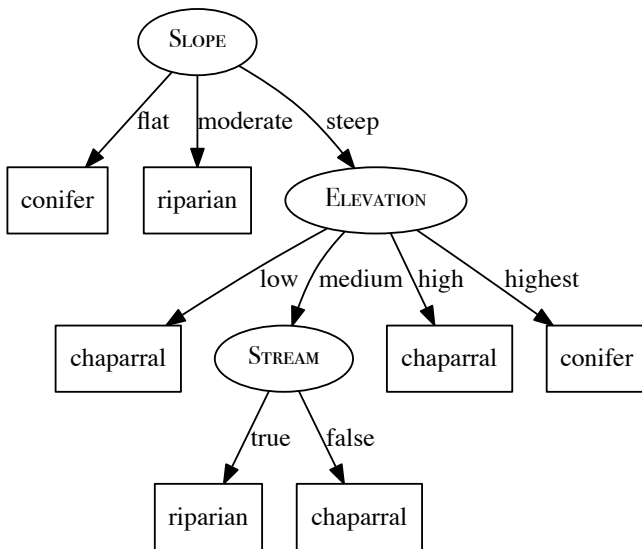 SLOPE
flat moderate steep
conifer riparian ELEVATION
low medium high highest
chaparral STREAM chaparral conifer
true false
riparian chaparral